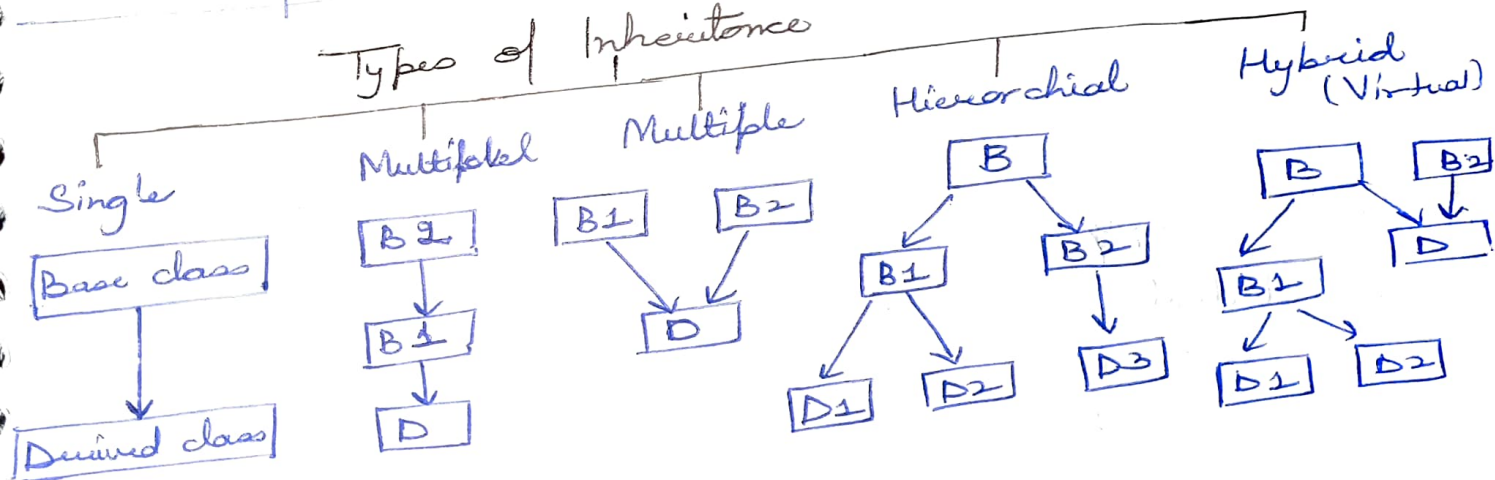 Types of Inheritance
Single
Base class
Derived class
Multilevel
B2
B1
D
Multiple
B1
B2
D
Hierarchial
B
B1
B2
D1
D2
D3
Hybrid
(Virtual)
B
B2
D
B1
D1
D2